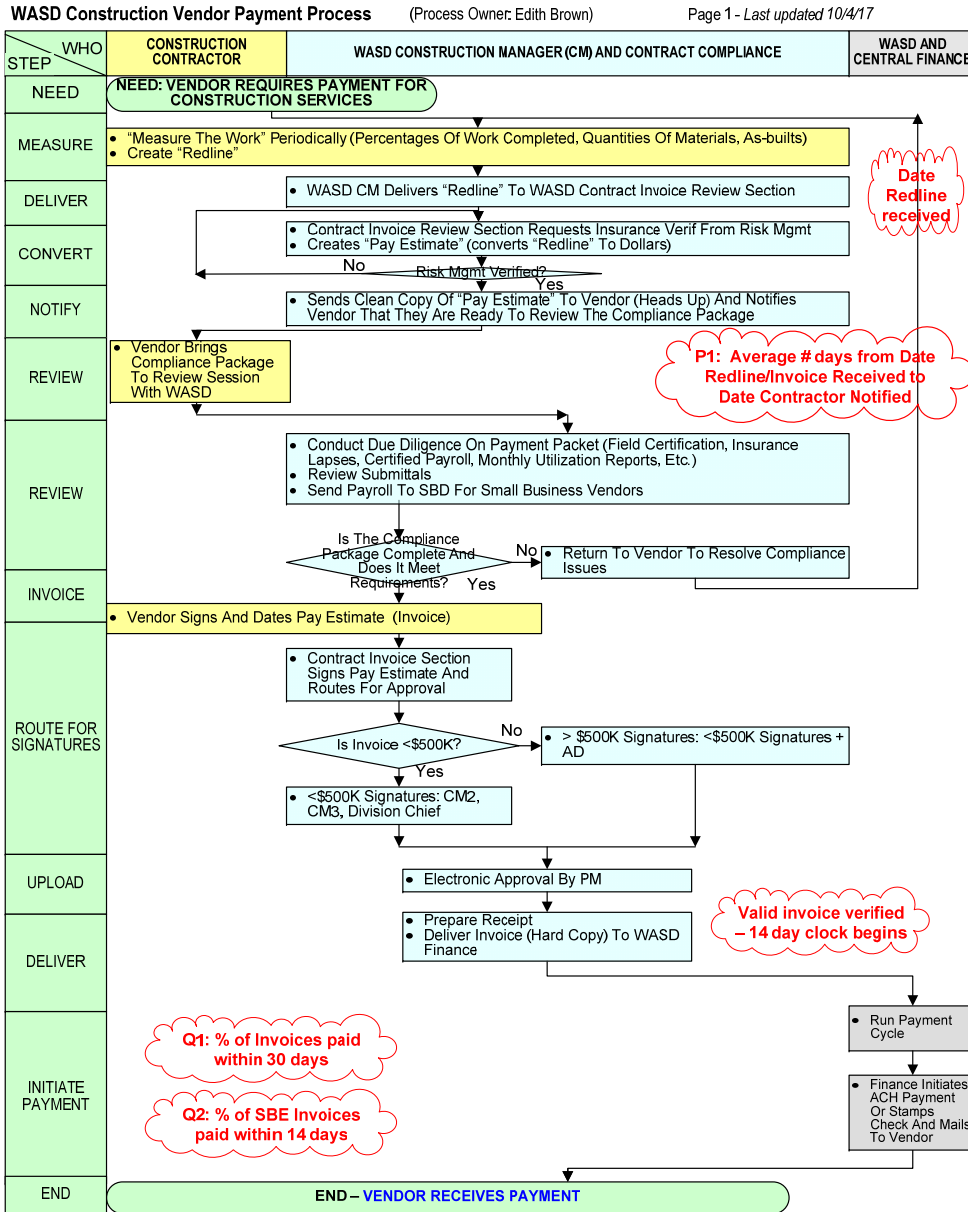 WASD Construction Vendor Payment Process (Process Owner: Edith Brown) Page 1 - Last updated 10/4/17
WHO
STEP
CONSTRUCTION
CONTRACTOR
WASD CONSTRUCTION MANAGER (CM) AND CONTRACT COMPLIANCE
WASD AND
CENTRAL FINANCE
NEED
NEED: VENDOR REQUIRES PAYMENT FOR
CONSTRUCTION SERVICES
MEASURE
• "Measure The Work" Periodically (Percentages Of Work Completed, Quantities Of Materials, As-builts)
• Create "Redline"
Date
Redline
received
DELIVER
• WASD CM Delivers "Redline" To WASD Contract Invoice Review Section
CONVERT
• Contract Invoice Review Section Requests Insurance Verif From Risk Mgmt
• Creates "Pay Estimate" (converts "Redline" To Dollars)
No
Risk Mgmt Verified?
Yes
NOTIFY
• Sends Clean Copy Of "Pay Estimate" To Vendor (Heads Up) And Notifies
Vendor That They Are Ready To Review The Compliance Package
REVIEW
• Vendor Brings
Compliance Package
To Review Session
With WASD
P1: Average # days from Date
Redline/Invoice Received to
Date Contractor Notified
REVIEW
• Conduct Due Diligence On Payment Packet (Field Certification, Insurance
Lapses, Certified Payroll, Monthly Utilization Reports, Etc.)
• Review Submittals
• Send Payroll To SBD For Small Business Vendors
Is The Compliance
Package Complete And
Does It Meet
Requirements?
No
Yes
• Return To Vendor To Resolve Compliance
Issues
INVOICE
• Vendor Signs And Dates Pay Estimate (Invoice)
ROUTE FOR
SIGNATURES
• Contract Invoice Section
Signs Pay Estimate And
Routes For Approval
Is Invoice <$500K?
No
Yes
• > $500K Signatures: <$500K Signatures +
AD
• <$500K Signatures: CM2,
CM3, Division Chief
UPLOAD
• Electronic Approval By PM
DELIVER
• Prepare Receipt
• Deliver Invoice (Hard Copy) To WASD
Finance
Valid invoice verified
– 14 day clock begins
INITIATE
PAYMENT
Q1: % of Invoices paid
within 30 days
Q2: % of SBE Invoices
paid within 14 days
• Run Payment
Cycle
• Finance Initiates
ACH Payment
Or Stamps
Check And Mails
To Vendor
END
END – VENDOR RECEIVES PAYMENT